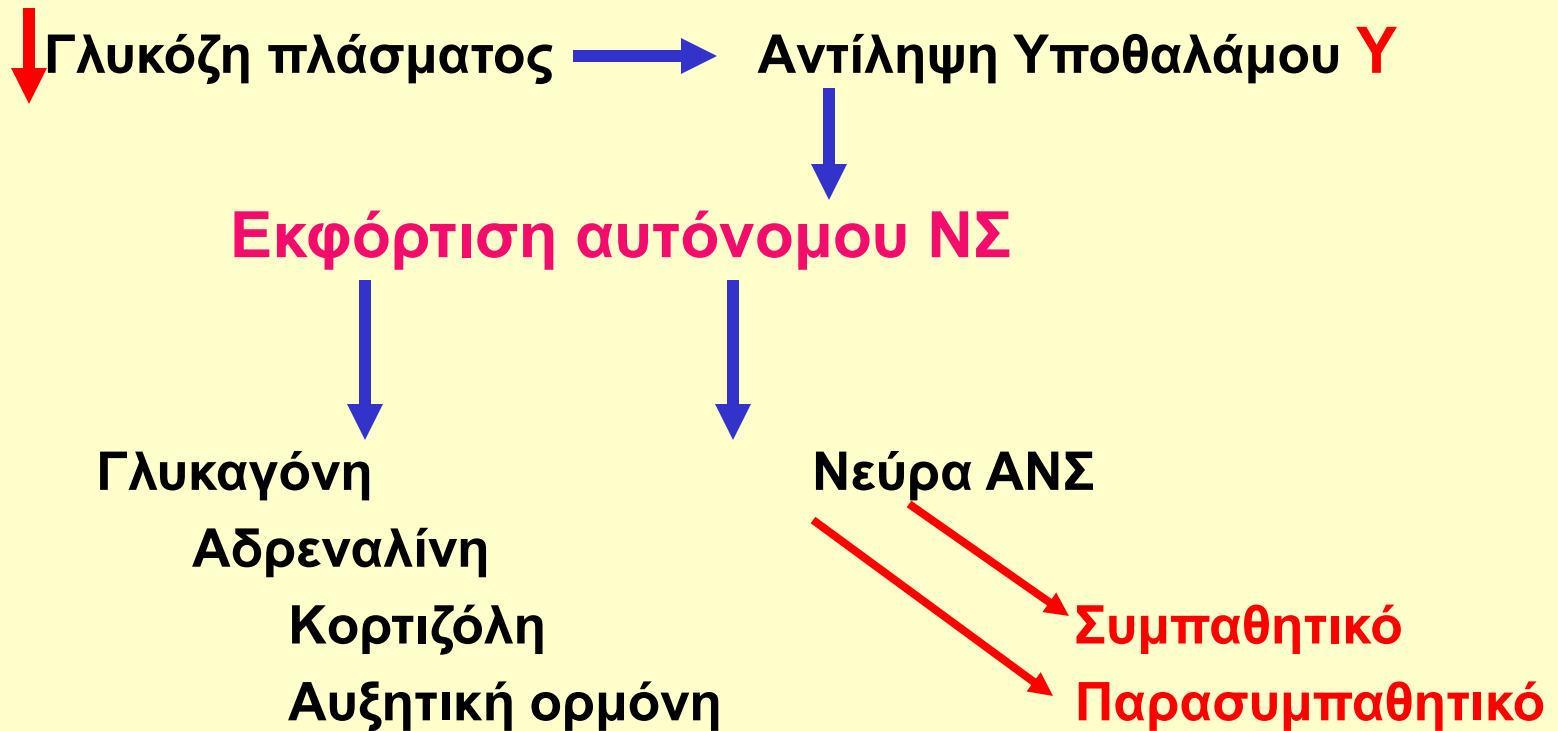 Γλυκόζη πλάσματος Αντίληψη Υποθαλάμου Υ
Εκφόρτιση αυτόνομου ΝΣ
Γλυκαγόνη Νεύρα ΑΝΣ
Αδρεναλίνη
Κορτιζόλη Συμπαθητικό
Αυξητική ορμόνη Παρασυμπαθητικό